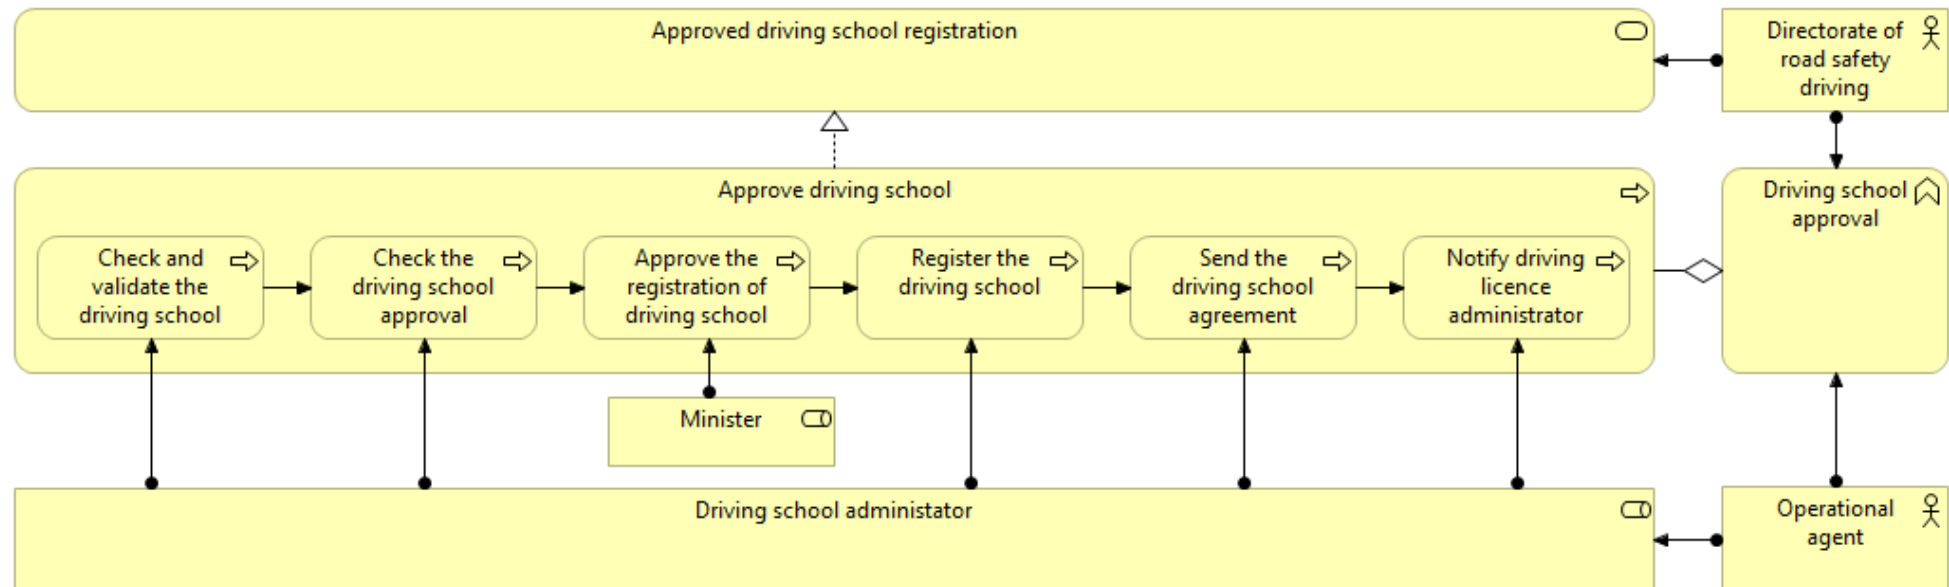 Approved driving school registration
Directorate of
road safety
driving
Approve driving school
Driving school
approval
Check and
validate the
driving school
Check the
driving school
approval
Approve the
registration of
driving school
Register the
driving school
Send the
driving school
agreement
Notify driving
licence
administrator
Minister
Driving school administator
Operational
agent